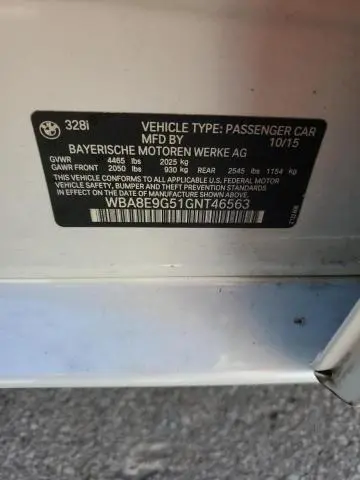 BMW 328i VEHICLE TYPE: PASSENGER CAR
MFD BY 10/15
BAYERISCHE MOTOREN WERKE AG
GVWR 4465 lbs 2025 kg
GAWR FRONT 2050 lbs 930 kg REAR 2545 lbs 1154 kg
THIS CONFORMS TO ALL APPLICABLE U.S. FEDERAL MOTOR
VEHICLE SAFETY, BUMPER, AND THEFT PREVENTION STANDARDS
IN EFFECT ON THE DATE OF MANUFACTURE SHOWN ABOVE.
WBA8E9G51GNT46563